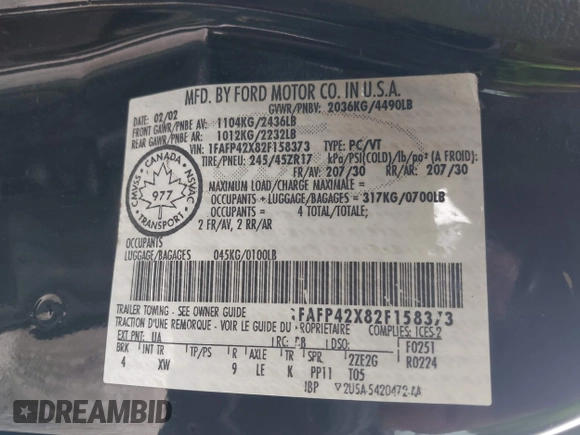 MFD. BY FORD MOTOR CO. IN U.S.A.
DATE: 02/02 GVWR/PNBV: 2036KG/4490LB
FRONT GAWR/PNBE AV: 1104KG/2436LB
REAR GAWR/PNBE AR: 1012KG/2232LB
VIN: 1FAFP42X82F158373 TYPE: PC/VT
TIRE/PNEU: 245/45ZR17 kPa/PSI(COLD)/lb/po² (A FROID):
FR/AV: 207/30 RR/AR: 207/30
MAXIMUM LOAD/CHARGE MAXIMALE =
OCCUPANTS + LUGGAGE/BAGAGES = 317KG/0700LB
OCCUPANTS = 4 TOTAL/TOTALE;
2 FR/AV, 2 RR/AR
CMVSS NSVAC
977
TRANSPORT
CANADA
OCCUPANTS
LUGGAGE/BAGAGES 045KG/0100LB
TRAILER TOWING - SEE OWNER GUIDE
1FAFP42X82F158373
TRACTION D'UNE REMORQUE - VOIR LE GUIDE DU PROPRIETAIRE
COMPLIES: ICES-2
EXT PNT: UA RC: DSO: F0251
BRK INT TR TP/PS R AXLE TR SPR 2ZE2G R0224
4 XW 9 LE K PP11 T05
IBP 2U5A-5420472-AA